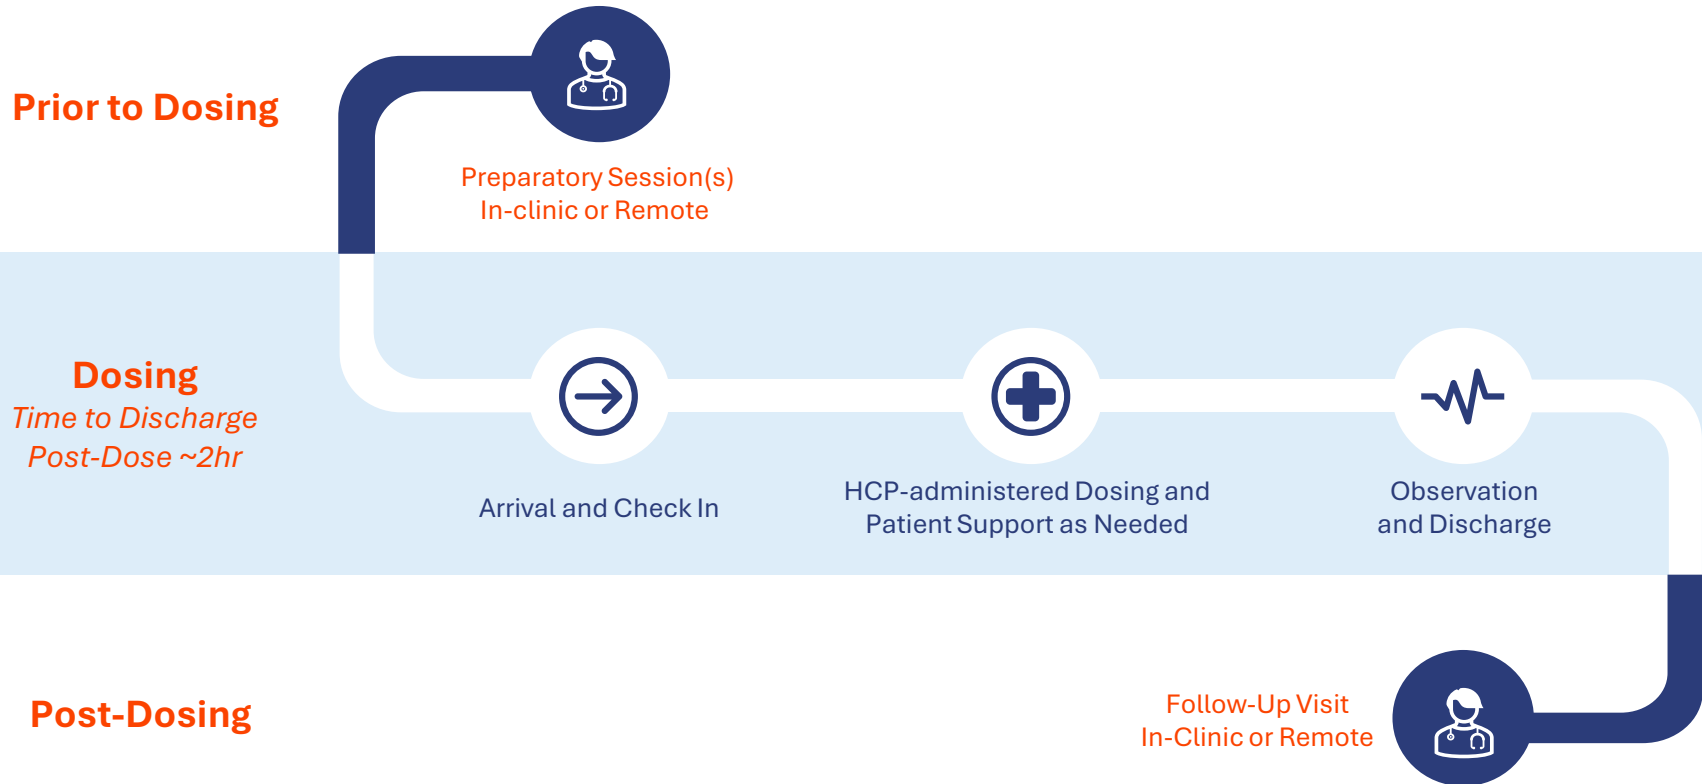 Prior to Dosing
Preparatory Session(s)
In-clinic or Remote
Dosing
Time to Discharge
Post-Dose ~2hr
Arrival and Check In
HCP-administered Dosing and
Patient Support as Needed
Observation
and Discharge
Post-Dosing
Follow-Up Visit
In-Clinic or Remote